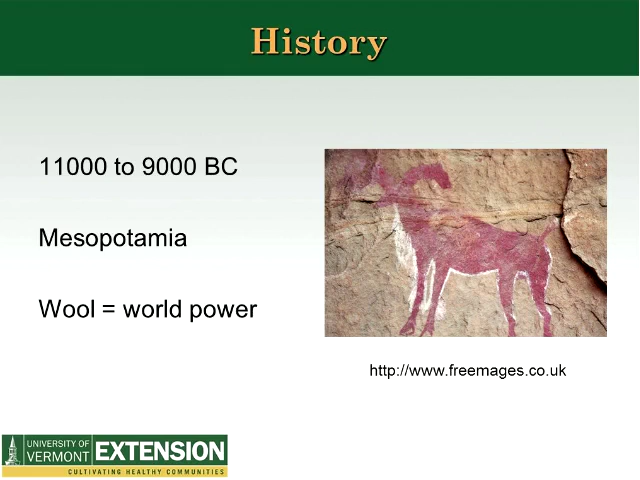 History
11000 to 9000 BC
Mesopotamia
Wool = world power
http://www.freemages.co.uk
UNIVERSITY OF
VERMONT
EXTENSION
CULTIVATING HEALTHY COMMUNITIES